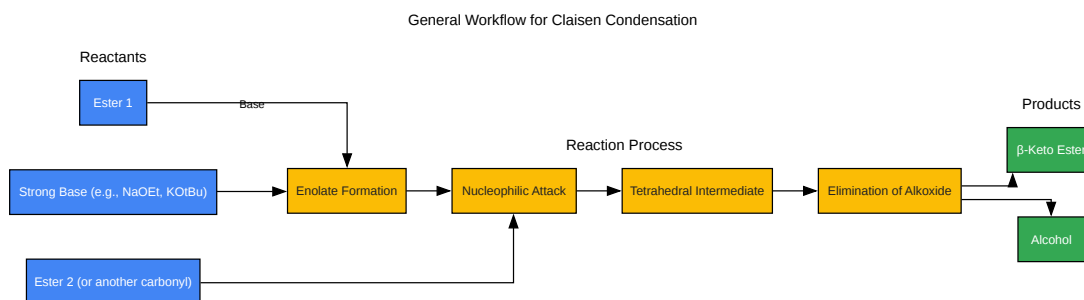 General Workflow for Claisen Condensation
Reactants
Ester 1
Base
Products
β-Keto Ester
Reaction Process
Strong Base (e.g., NaOEt, KOtBu)
Enolate Formation
Nucleophilic Attack
Tetrahedral Intermediate
Elimination of Alkoxide
Alcohol
Ester 2 (or another carbonyl)